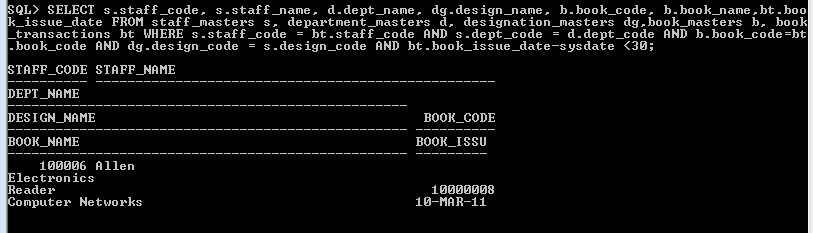 SQL> SELECT s.staff_code, s.staff_name, d.dept_name, dg.design_name, b.book_code, b.book_name,bt.boo
k_issue_date FROM staff_masters s, department_masters d, designation_masters dg,book_masters b, book
_transactions bt WHERE s.staff_code = bt.staff_code AND s.dept_code = d.dept_code AND b.book_code=bt
.book_code AND dg.design_code = s.design_code AND bt.book_issue_date-sysdate <30;
STAFF_CODE STAFF_NAME
---------- --------------------------------------------------
DEPT_NAME
--------------------------------------------------
DESIGN_NAME BOOK_CODE
-------------------------------------------------- ----------
BOOK_NAME BOOK_ISSU
-------------------------------------------------- ---------
100006 Allen
Electronics
Reader 10000008
Computer Networks 10-MAR-11